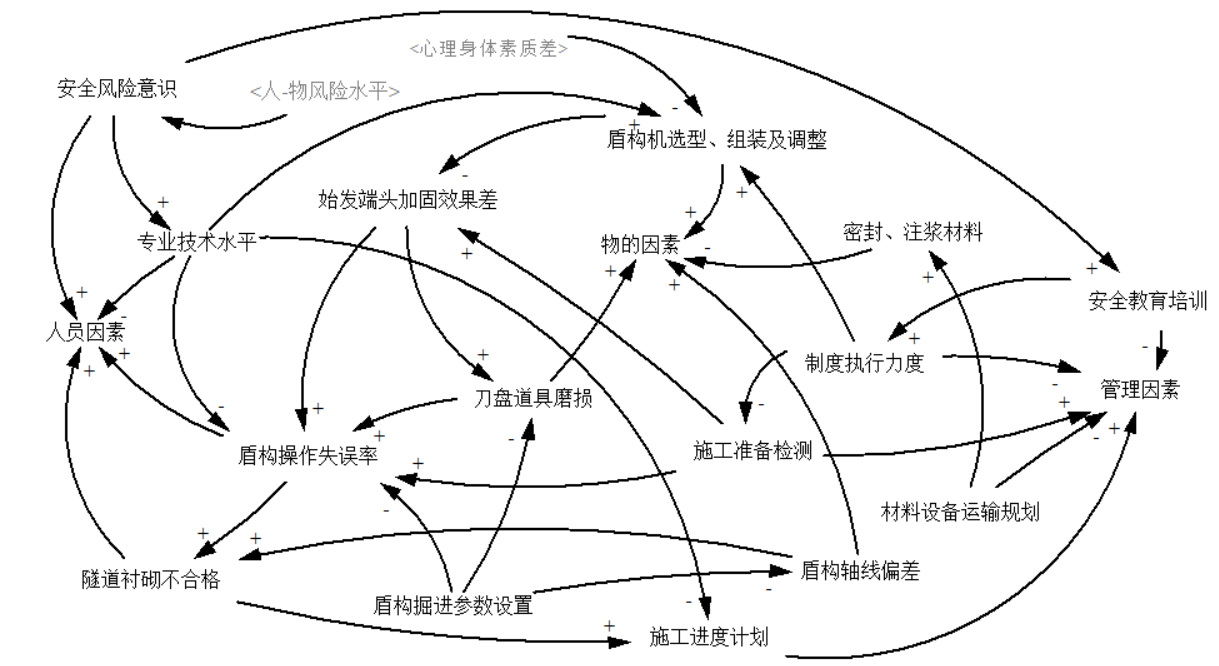 <心理身体素质差>
安全风险意识
<人-物风险水平>
盾构机选型、组装及调整
始发端头加固效果差
专业技术水平
物的因素
密封、注浆材料
安全教育培训
人员因素
制度执行力度
管理因素
刀盘道具磨损
盾构操作失误率
施工准备检测
材料设备运输规划
隧道衬砌不合格
盾构轴线偏差
盾构掘进参数设置
施工进度计划